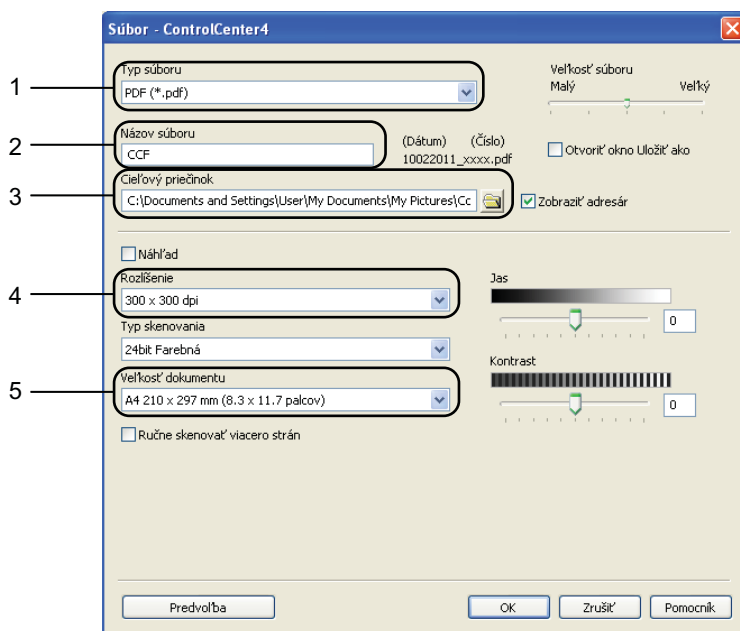 Súbor - ControlCenter4
1
Typ súboru
PDF (*.pdf)
Veľkosť súboru
Malý Veľký
2
Názov súboru
CCF
(Dátum) (Číslo)
10022011_xxxx.pdf
Otvoriť okno Uložiť ako
3
Cieľový priečinok
C:\Documents and Settings\User\My Documents\My Pictures\Cc
Zobraziť adresár
Náhľad
4
Rozlíšenie
300 x 300 dpi
Typ skenovania
24bit Farebná
Jas
0
5
Veľkosť dokumentu
A4 210 x 297 mm (8.3 x 11.7 palcov)
Kontrast
0
Ručne skenovať viacero strán
Predvoľba
OK
Zrušiť
Pomocník